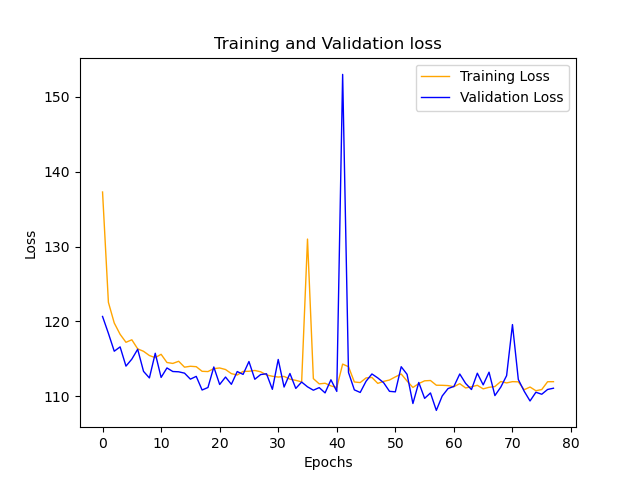 Training and Validation loss
Training Loss
Validation Loss
150
140
130
120
110
Loss
0 10 20 30 40 50 60 70 80
Epochs